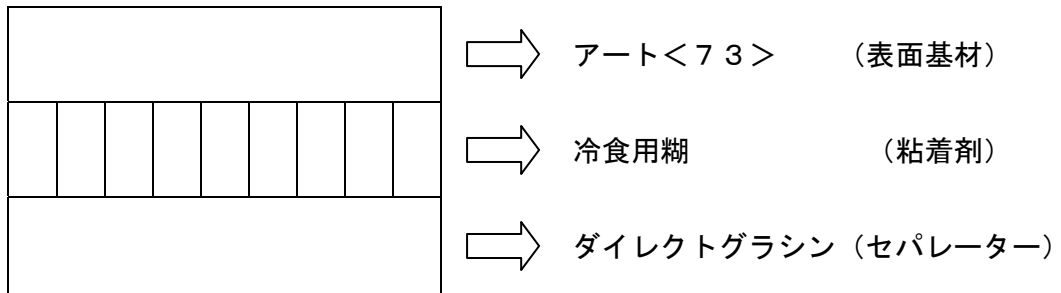 アート＜７３＞　　（表面基材）
冷食用糊　　　　　（粘着剤）
ダイレクトグラシン（セパレーター）